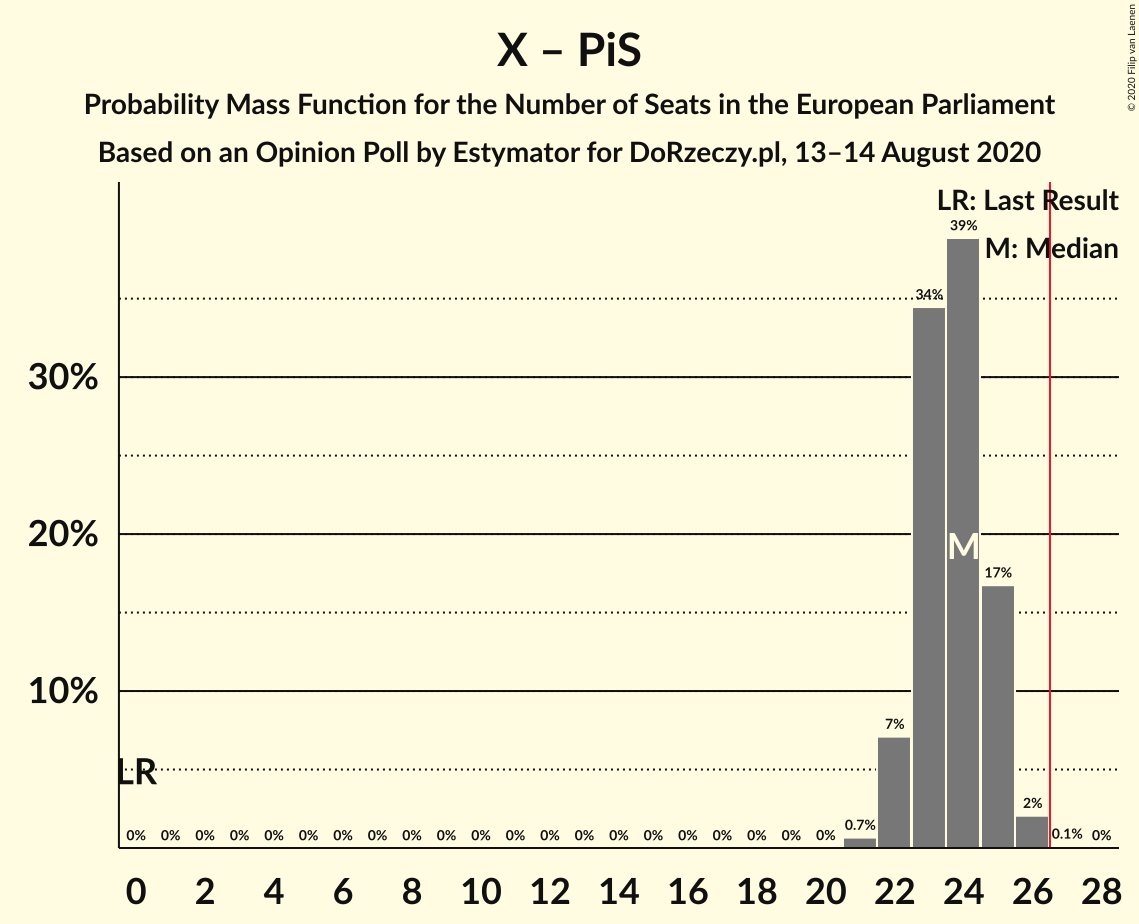 X – PiS
Probability Mass Function for the Number of Seats in the European Parliament
Based on an Opinion Poll by Estymator for DoRzeczy.pl, 13–14 August 2020
© 2020 Filip van Laenen
LR: Last Result
M: Median
39%
34%
30%
20%
M
17%
10%
7%
LR
2%
0% 0% 0% 0% 0% 0% 0% 0% 0% 0% 0% 0% 0% 0% 0% 0% 0% 0% 0% 0% 0% 0.7% 0.1% 0%
0 2 4 6 8 10 12 14 16 18 20 22 24 26 28